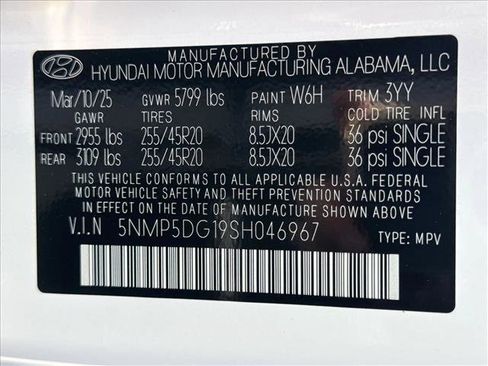 MANUFACTURED BY
HYUNDAI MOTOR MANUFACTURING ALABAMA, LLC
Mar/10/25 GVWR 5799 lbs PAINT W6H TRIM 3YY
GAWR TIRES RIMS COLD TIRE INFL
FRONT 2955 lbs 255/45R20 8.5JX20 36 psi SINGLE
REAR 3109 lbs 255/45R20 8.5JX20 36 psi SINGLE
THIS VEHICLE CONFORMS TO ALL APPLICABLE U.S.A. FEDERAL
MOTOR VEHICLE SAFETY AND THEFT PREVENTION STANDARDS
IN EFFECT ON THE DATE OF MANUFACTURE SHOWN ABOVE.
V.I.N 5NMP5DG19SH046967 TYPE: MPV